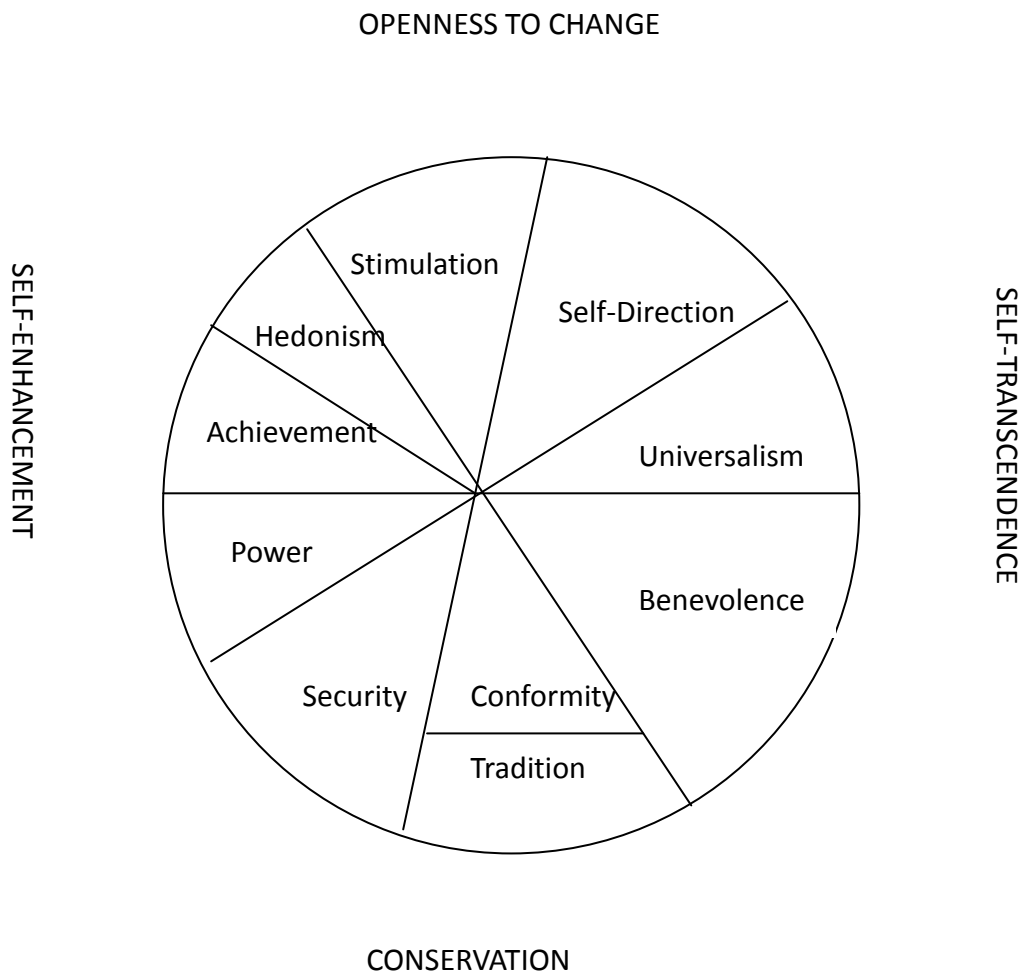 OPENNESS TO CHANGE
Stimulation
Self-Direction
Hedonism
Achievement
Universalism
Power
Benevolence
Security
Conformity
Tradition
SELF-ENHANCEMENT
SELF-TRANSCENDENCE
CONSERVATION